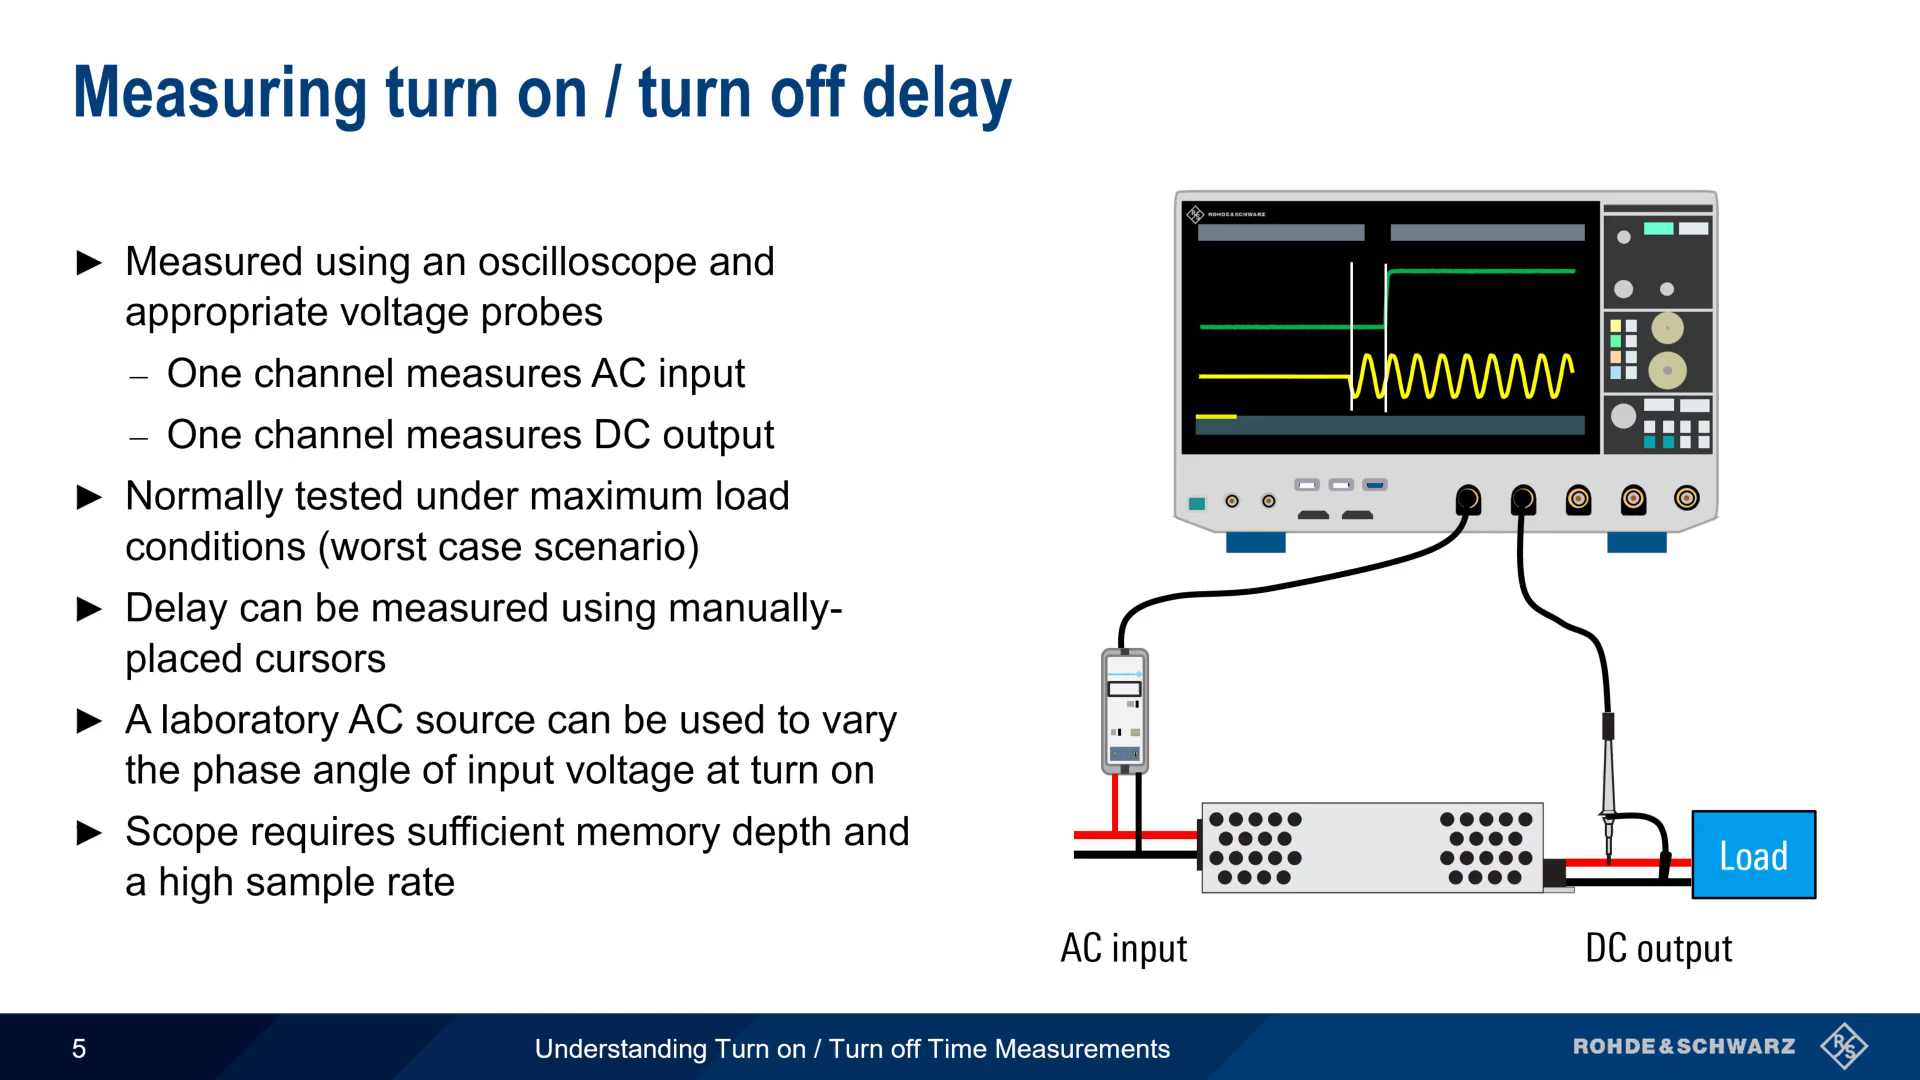 Measuring turn on / turn off delay
► Measured using an oscilloscope and
appropriate voltage probes
– One channel measures AC input
– One channel measures DC output
► Normally tested under maximum load
conditions (worst case scenario)
► Delay can be measured using manually-
placed cursors
► A laboratory AC source can be used to vary
the phase angle of input voltage at turn on
► Scope requires sufficient memory depth and
a high sample rate
ROHDE&SCHWARZ
Load
AC input
DC output
5
Understanding Turn on / Turn off Time Measurements
ROHDE&SCHWARZ